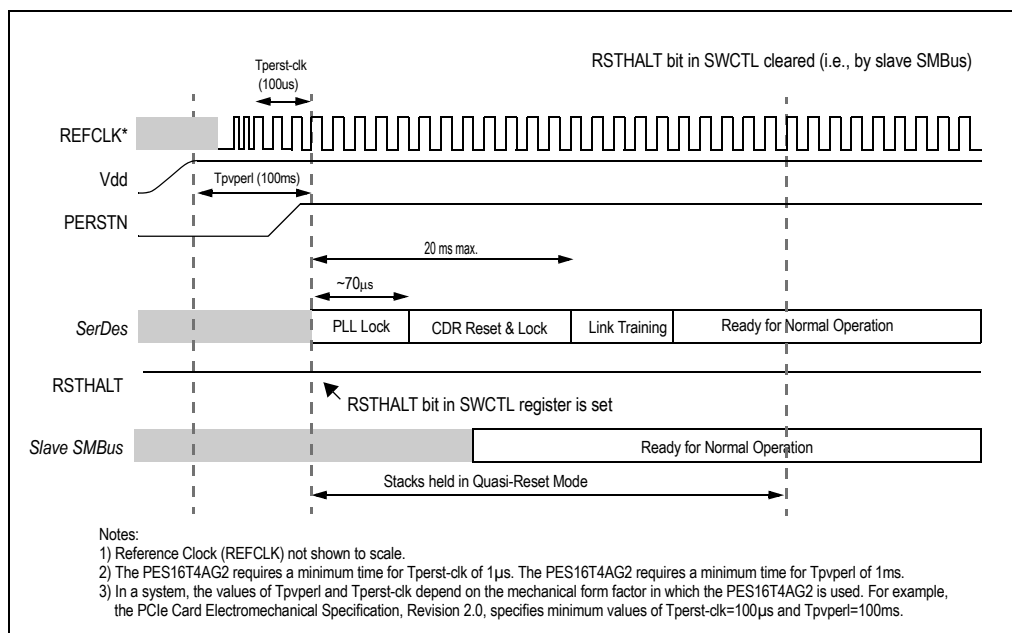 RSTHALT bit in SWCTL cleared (i.e., by slave SMBus)
Tperst-clk
(100us)
REFCLK*
Vdd
Tpvperl (100ms)
PERSTN
20 ms max.
~70µs
SerDes
PLL Lock
CDR Reset & Lock
Link Training
Ready for Normal Operation
RSTHALT
RSTHALT bit in SWCTL register is set
Slave SMBus
Ready for Normal Operation
Stacks held in Quasi-Reset Mode
Notes:
1) Reference Clock (REFCLK) not shown to scale.
2) The PES16T4AG2 requires a minimum time for Tperst-clk of 1µs. The PES16T4AG2 requires a minimum time for Tpvperl of 1ms.
3) In a system, the values of Tpvperl and Tperst-clk depend on the mechanical form factor in which the PES16T4AG2 is used. For example,
the PCIe Card Electromechanical Specification, Revision 2.0, specifies minimum values of Tperst-clk=100µs and Tpvperl=100ms.